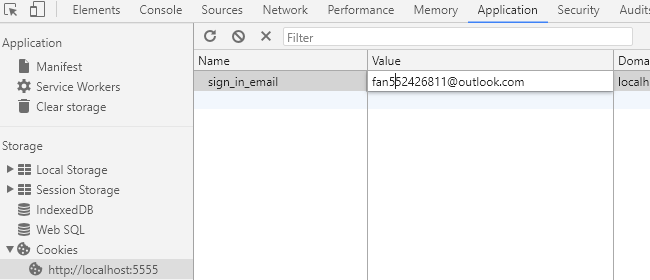 Elements Console Sources Network Performance Memory Application Security Audits
Application
Manifest
Service Workers
Clear storage
Storage
Local Storage
Session Storage
IndexedDB
Web SQL
Cookies
http://localhost:5555
Filter
Name Value Doma
sign_in_email fan552426811@outlook.com localh